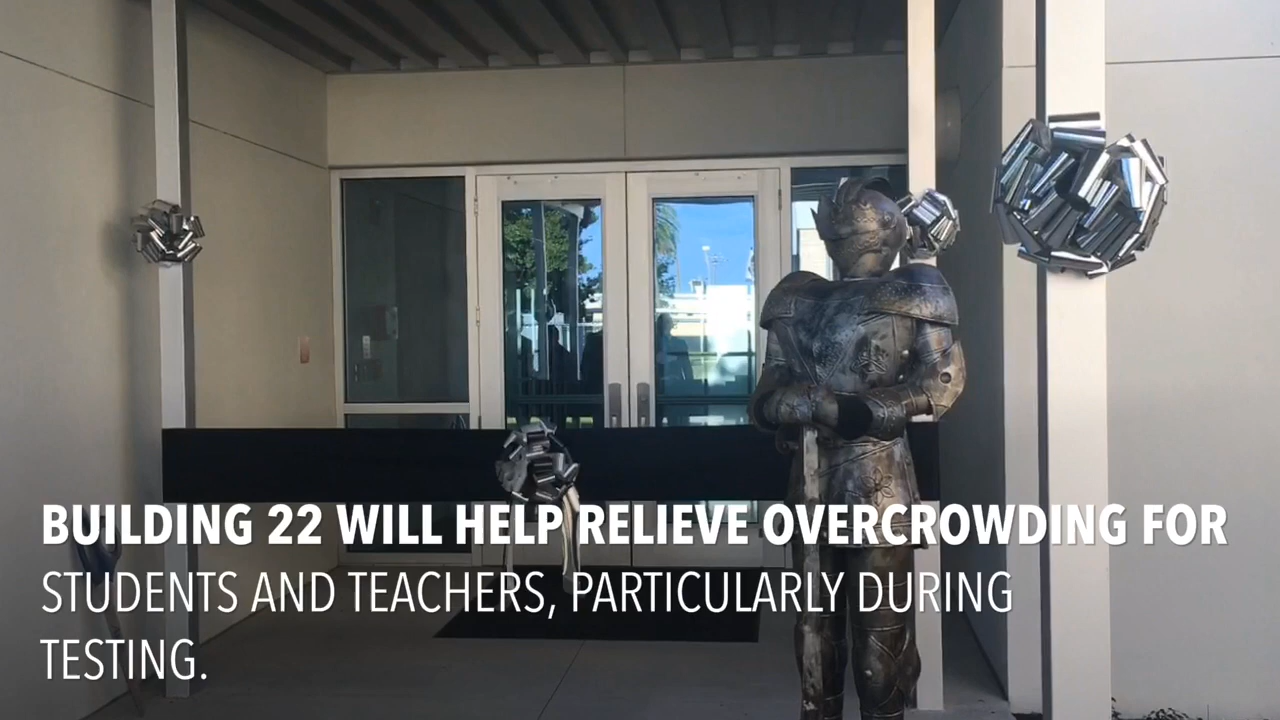 BUILDING 22 WILL HELP RELIEVE OVERCROWDING FOR
STUDENTS AND TEACHERS, PARTICULARLY DURING
TESTING.